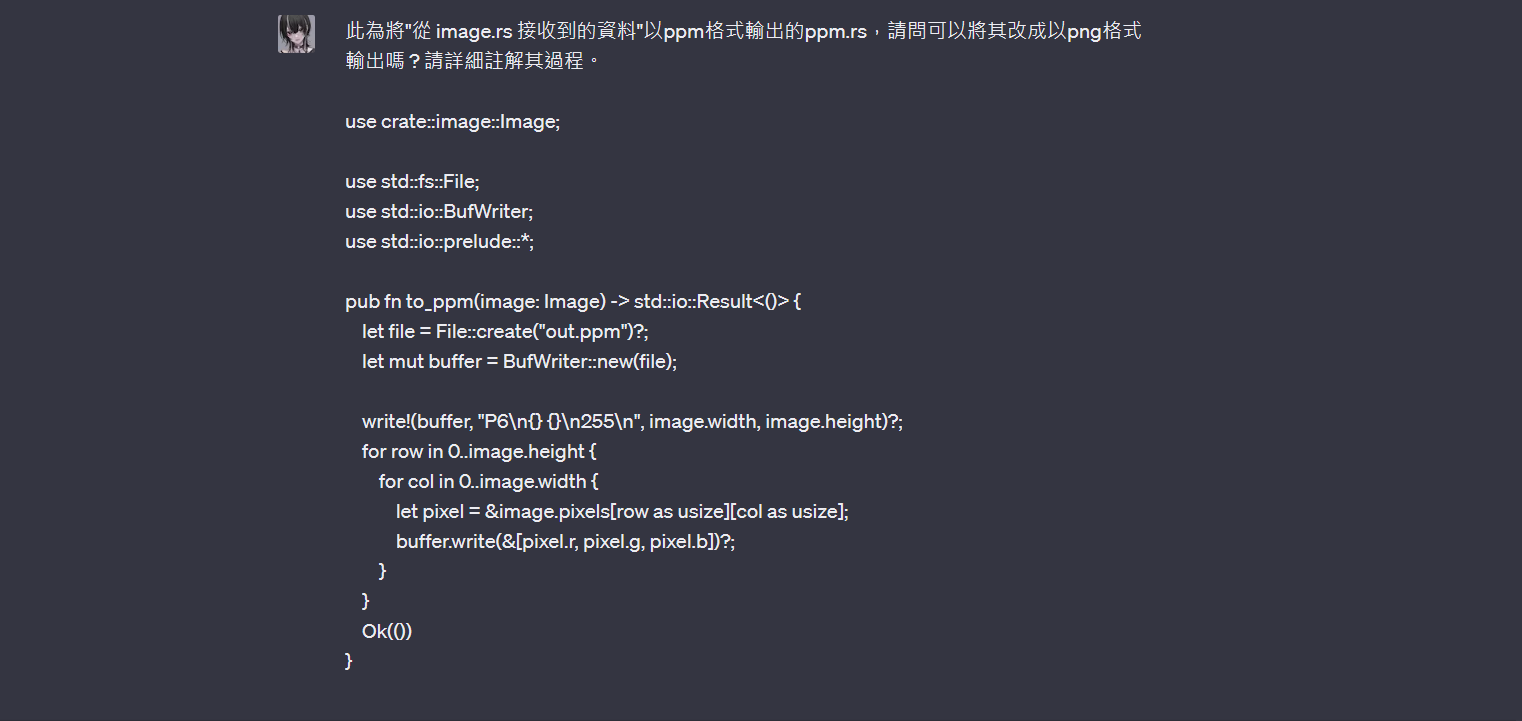 此為將"從 image.rs 接收到的資料"以ppm格式輸出的ppm.rs，請問可以將其改成以png格式
輸出嗎？請詳細註解其過程。
use crate::image::Image;
use std::fs::File;
use std::io::BufWriter;
use std::io::prelude::*;
pub fn to_ppm(image: Image) -> std::io::Result<()> {
let file = File::create("out.ppm")?;
let mut buffer = BufWriter::new(file);
write!(buffer, "P6\n{} {}\n255\n", image.width, image.height)?;
for row in 0..image.height {
for col in 0..image.width {
let pixel = &image.pixels[row as usize][col as usize];
buffer.write(&[pixel.r, pixel.g, pixel.b])?;
}
}
Ok(())
}